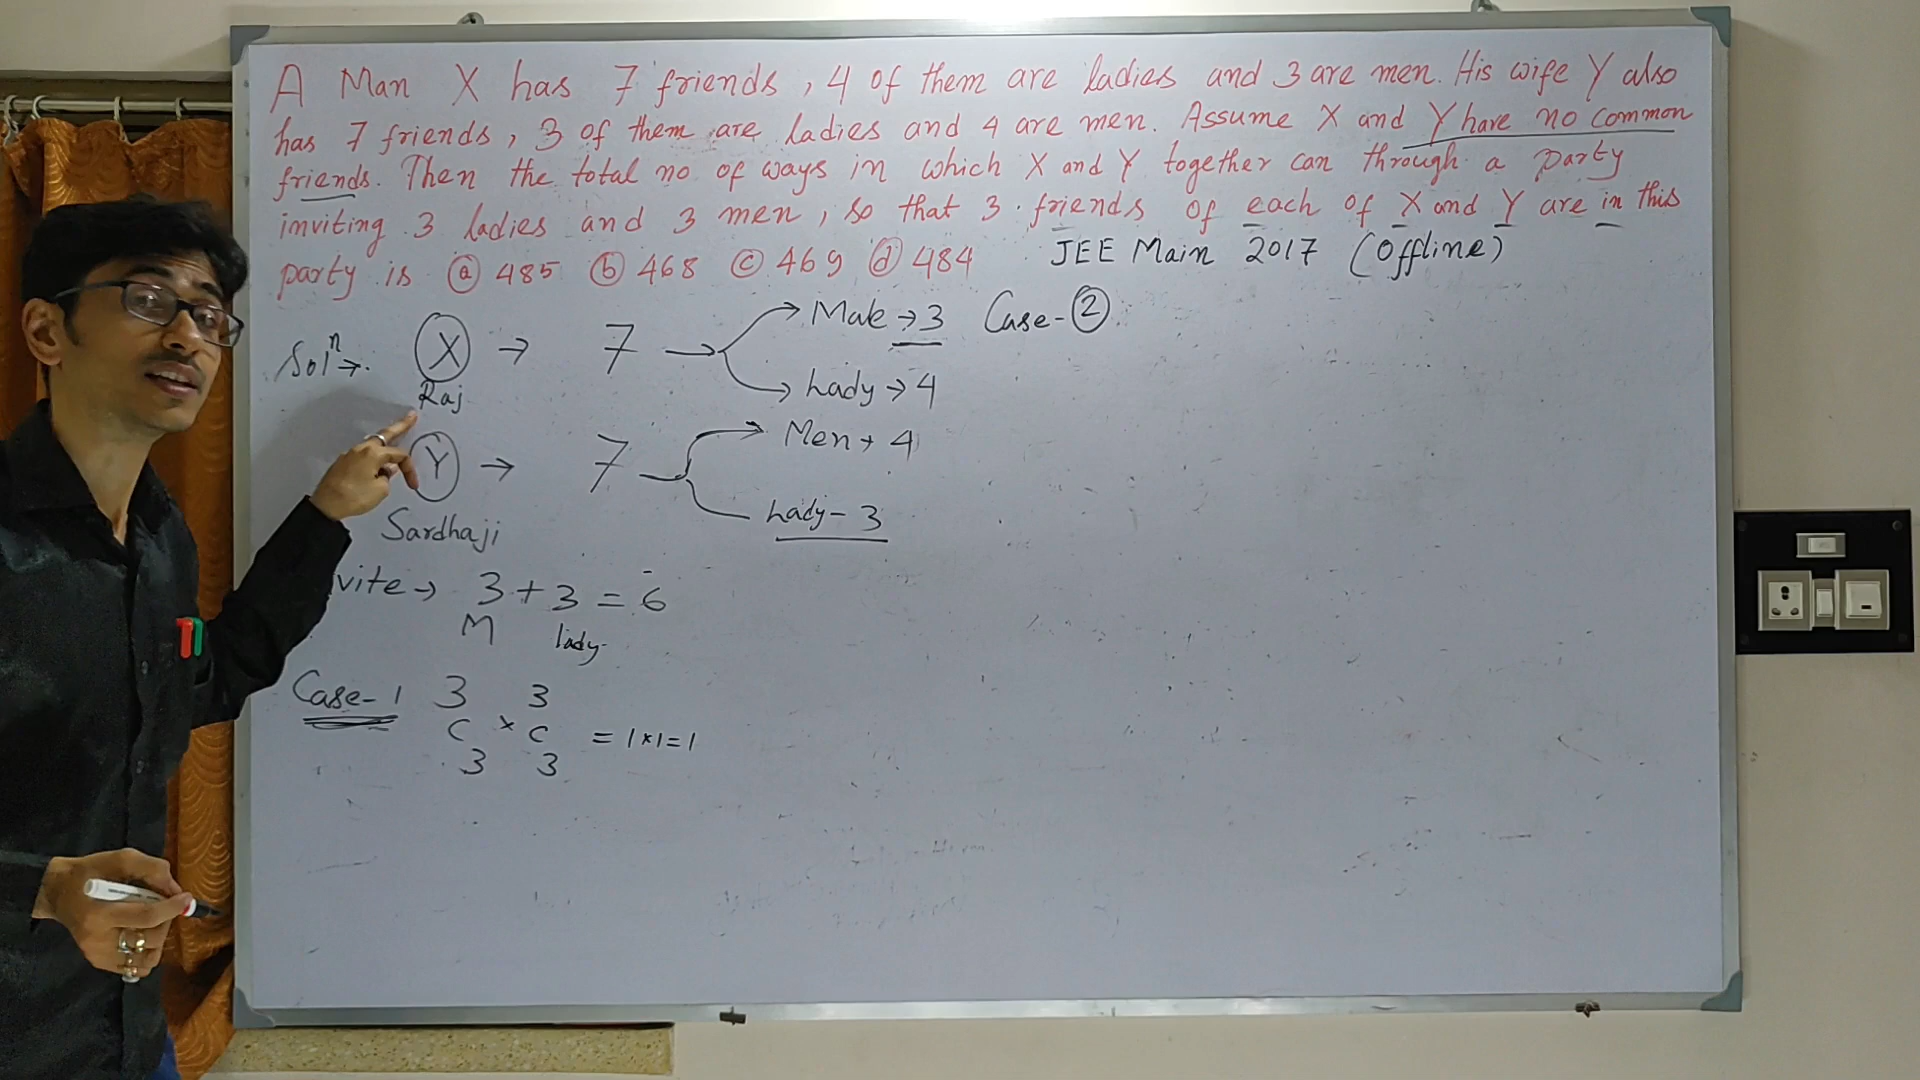 A Man X has 7 friends, 4 of them are ladies and 3 are men. His wife Y also
has 7 friends, 3 of them are ladies and 4 are men. Assume X and Y have no common
friends. Then the total no of ways in which X and Y together can through a party
inviting 3 ladies and 3 men, so that 3 friends of each of X and Y are in this
party is (a) 485 (b) 468 (c) 469 (d) 484 JEE Main 2017 (Offline)
Solⁿ→ X → 7 → Male → 3 Case-②
Lady → 4
Raj
Y → 7 → Men → 4
Lady - 3
Sardhaji
vite → 3 + 3 = 6
M lady
Case-1 3 3
C × C = 1×1=1
3 3